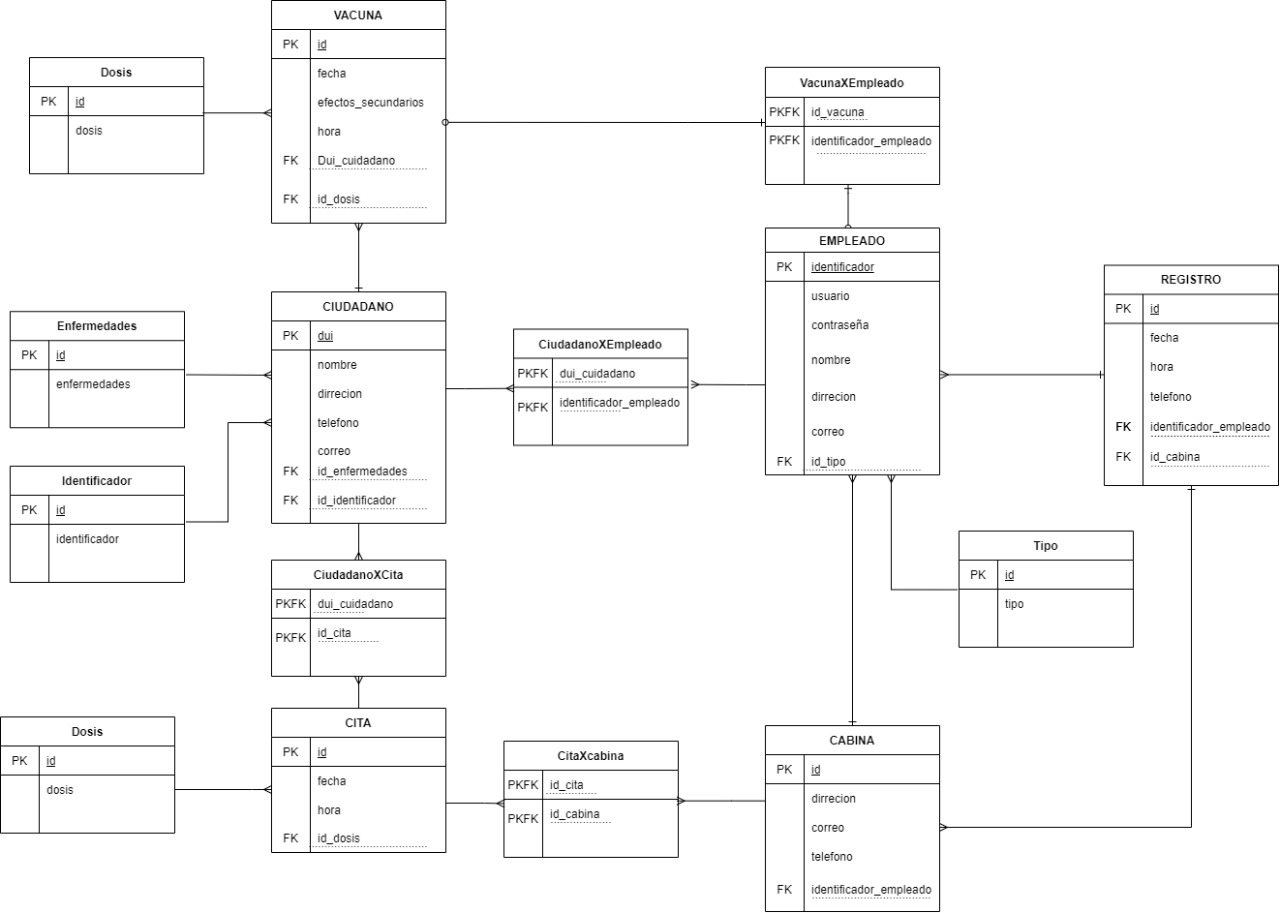 VACUNA
PK id
fecha
efectos_secundarios
hora
FK Dui_cuidadano
FK id_dosis
Dosis
PK id
dosis
VacunaXEmpleado
PKFK id_vacuna
PKFK identificador_empleado
EMPLEADO
PK identificador
usuario
contraseña
nombre
dirrecion
correo
FK id_tipo
REGISTRO
PK id
fecha
hora
telefono
FK identificador_empleado
FK id_cabina
CIUDADANO
PK dui
nombre
dirrecion
telefono
correo
FK id_enfermedades
FK id_identificador
Enfermedades
PK id
enfermedades
CiudadanoXEmpleado
PKFK dui_cuidadano
PKFK identificador_empleado
Identificador
PK id
identificador
Tipo
PK id
tipo
CiudadanoXCita
PKFK dui_cuidadano
PKFK id_cita
CITA
PK id
fecha
hora
FK id_dosis
Dosis
PK id
dosis
CitaXcabina
PKFK id_cita
PKFK id_cabina
CABINA
PK id
dirrecion
correo
telefono
FK identificador_empleado